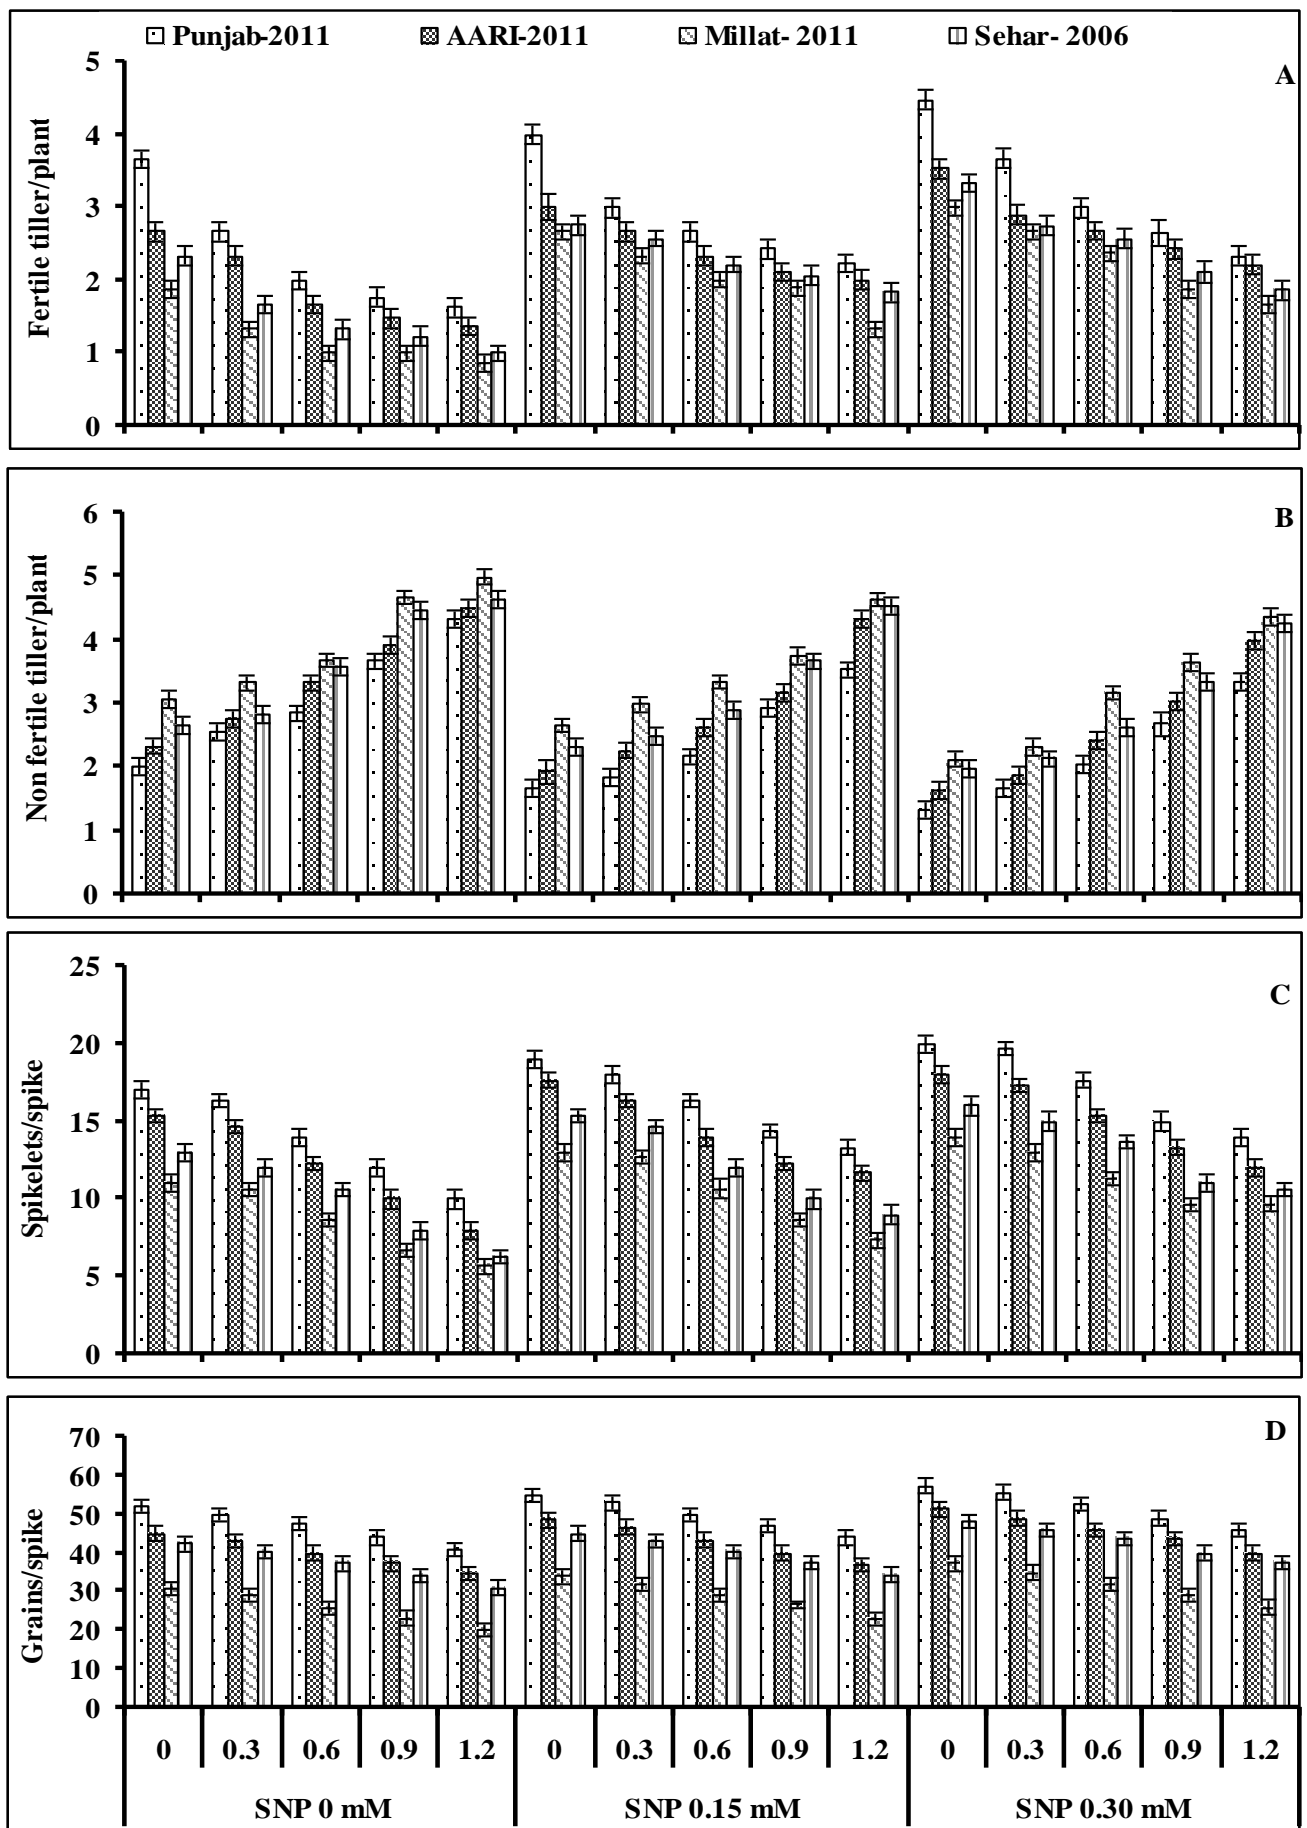 Punjab-2011 AARI-2011 Millat- 2011 Sehar- 2006
A
Fertile tiller/plant
5
4
3
2
1
0
B
Non fertile tiller/plant
6
5
4
3
2
1
0
C
Spikelets/spike
25
20
15
10
5
0
D
Grains/spike
70
60
50
40
30
20
10
0
0 0.3 0.6 0.9 1.2 0 0.3 0.6 0.9 1.2 0 0.3 0.6 0.9 1.2
SNP 0 mM SNP 0.15 mM SNP 0.30 mM